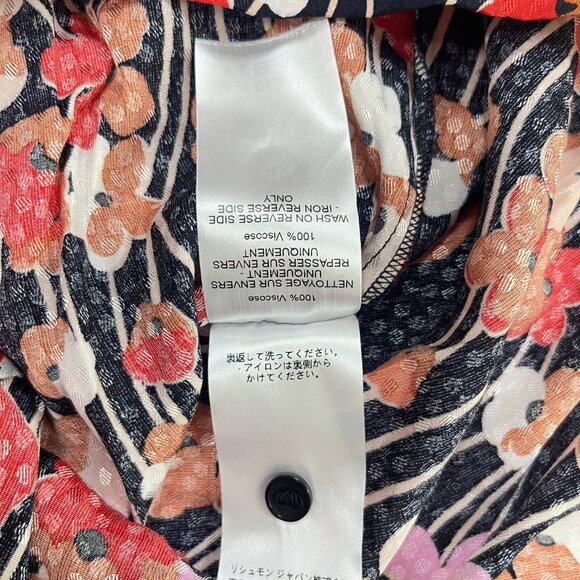 100% Viscose
NETTOYAGE SUR ENVERS
UNIQUEMENT -
REPASSER SUR ENVERS
UNIQUEMENT
100% Viscose
WASH ON REVERSE SIDE
- IRON REVERSE SIDE
ONLY
裏返して洗ってください。
- アイロンは裏側から
かけてください。
リシュモン ジャパン株式